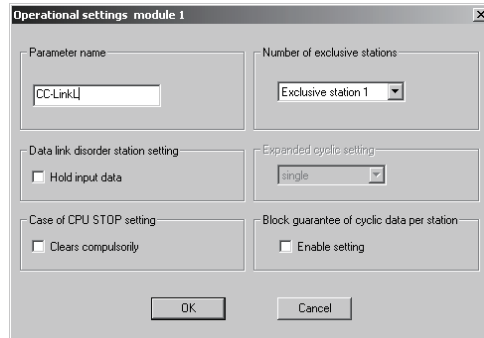 Operational settings module 1
Parameter name
CC-LinkL
Number of exclusive stations
Exclusive station 1
Data link disorder station setting
Hold input data
Expanded cyclic setting
single
Case of CPU STOP setting
Clears compulsorily
Block guarantee of cyclic data per station
Enable setting
OK
Cancel